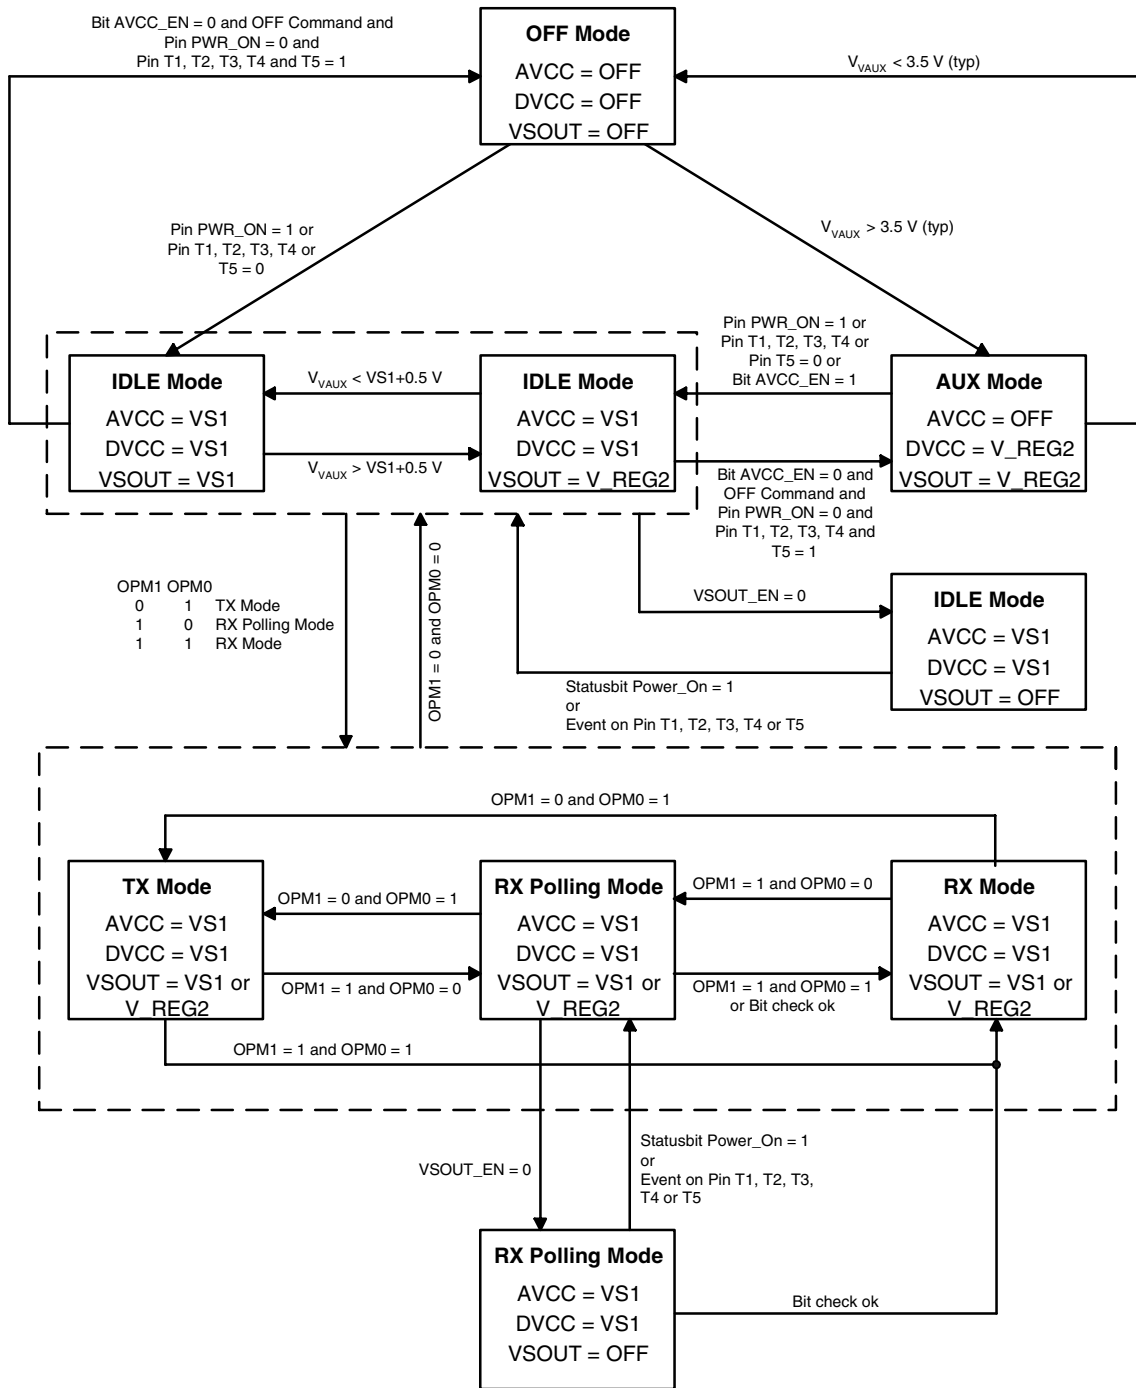 Bit AVCC_EN = 0 and OFF Command and
Pin PWR_ON = 0 and
Pin T1, T2, T3, T4 and T5 = 1
OFF Mode
AVCC = OFF
DVCC = OFF
VSOUT = OFF
VVAUX < 3.5 V (typ)
Pin PWR_ON = 1 or
Pin T1, T2, T3, T4 or
T5 = 0
VVAUX > 3.5 V (typ)
IDLE Mode
AVCC = VS1
DVCC = VS1
VSOUT = VS1
VVAUX < VS1+0.5 V
VVAUX > VS1+0.5 V
IDLE Mode
AVCC = VS1
DVCC = VS1
VSOUT = V_REG2
Pin PWR_ON = 1 or
Pin T1, T2, T3, T4 or
Pin T5 = 0 or
Bit AVCC_EN = 1
Bit AVCC_EN = 0 and
OFF Command and
Pin PWR_ON = 0 and
Pin T1, T2, T3, T4 and
T5 = 1
AUX Mode
AVCC = OFF
DVCC = V_REG2
VSOUT = V_REG2
OPM1 OPM0
0 1 TX Mode
1 0 RX Polling Mode
1 1 RX Mode
OPM1 = 0 and OPM0 = 0
VSOUT_EN = 0
Statusbit Power_On = 1
or
Event on Pin T1, T2, T3, T4 or T5
IDLE Mode
AVCC = VS1
DVCC = VS1
VSOUT = OFF
OPM1 = 0 and OPM0 = 1
TX Mode
AVCC = VS1
DVCC = VS1
VSOUT = VS1 or
V_REG2
OPM1 = 0 and OPM0 = 1
OPM1 = 1 and OPM0 = 0
RX Polling Mode
AVCC = VS1
DVCC = VS1
VSOUT = VS1 or
V_REG2
OPM1 = 1 and OPM0 = 0
OPM1 = 1 and OPM0 = 1
or Bit check ok
RX Mode
AVCC = VS1
DVCC = VS1
VSOUT = VS1 or
V_REG2
OPM1 = 1 and OPM0 = 1
VSOUT_EN = 0
Statusbit Power_On = 1
or
Event on Pin T1, T2, T3,
T4 or T5
RX Polling Mode
AVCC = VS1
DVCC = VS1
VSOUT = OFF
Bit check ok